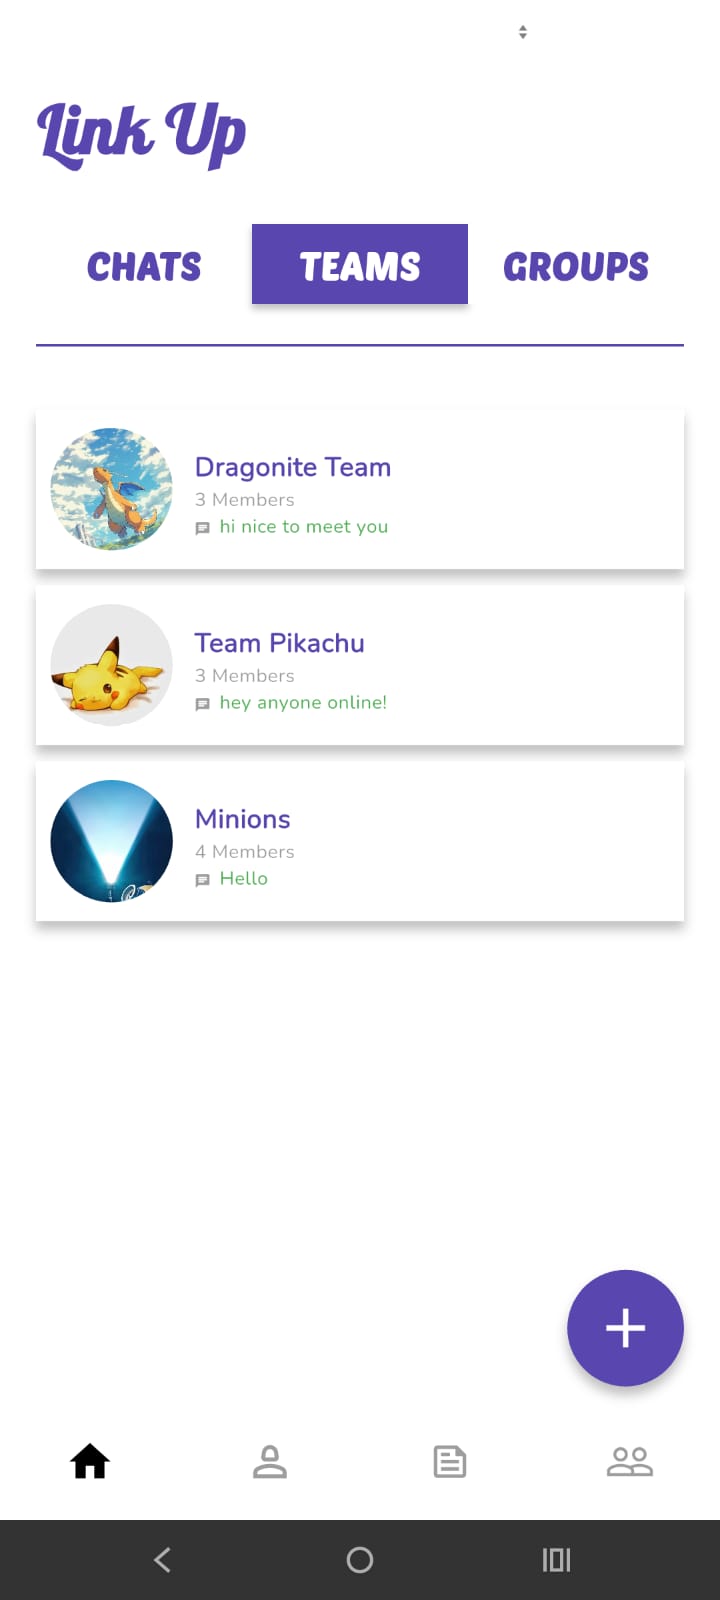 Link Up
CHATS
TEAMS
GROUPS
Dragonite Team
3 Members
hi nice to meet you
Team Pikachu
3 Members
hey anyone online!
Minions
4 Members
Hello